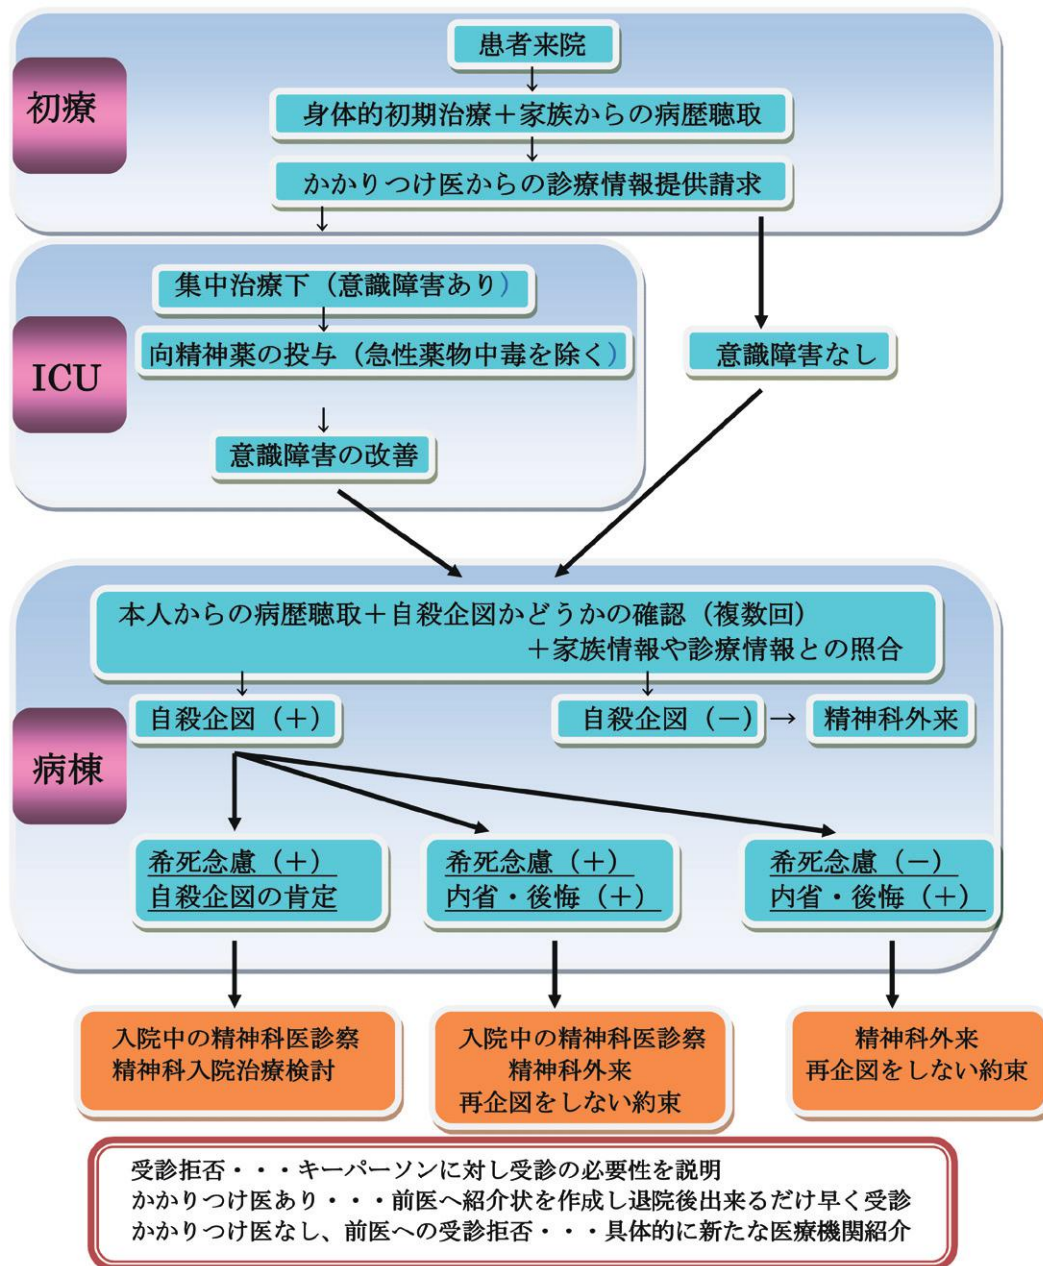 初療
患者来院
↓
身体的初期治療＋家族からの病歴聴取
↓
かかりつけ医からの診療情報提供請求
↓
ICU
集中治療下（意識障害あり）
↓
向精神薬の投与（急性薬物中毒を除く）
↓
意識障害の改善
意識障害なし
病棟
本人からの病歴聴取＋自殺企図かどうかの確認（複数回）
＋家族情報や診療情報との照合
↓ ↓
自殺企図（＋） 自殺企図（－） → 精神科外来
希死念慮（＋）
自殺企図の肯定
希死念慮（＋）
内省・後悔（＋）
希死念慮（－）
内省・後悔（＋）
入院中の精神科医診察
精神科入院治療検討
入院中の精神科医診察
精神科外来
再企図をしない約束
精神科外来
再企図をしない約束
受診拒否・・・キーパーソンに対し受診の必要性を説明
かかりつけ医あり・・・前医へ紹介状を作成し退院後出来るだけ早く受診
かかりつけ医なし、前医への受診拒否・・・具体的に新たな医療機関紹介